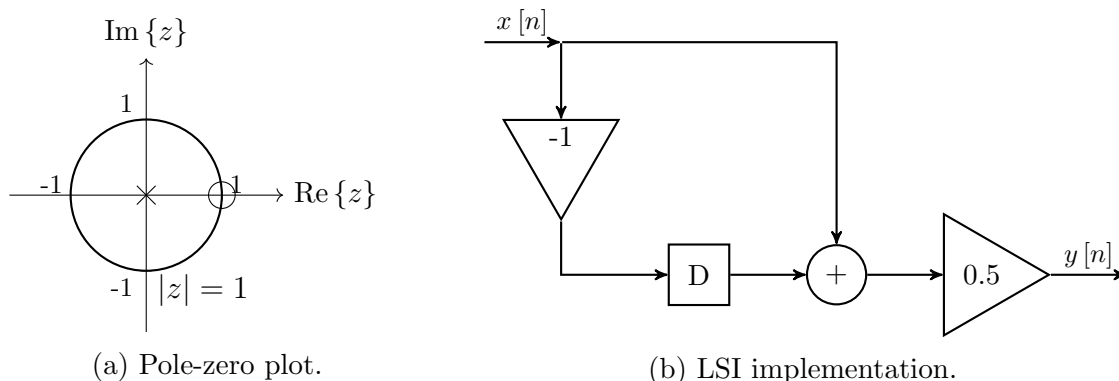 Im {z}
1
-1
1
Re {z}
-1
|z| = 1
(a) Pole-zero plot.
x [n]
-1
D
+
0.5
y [n]
(b) LSI implementation.